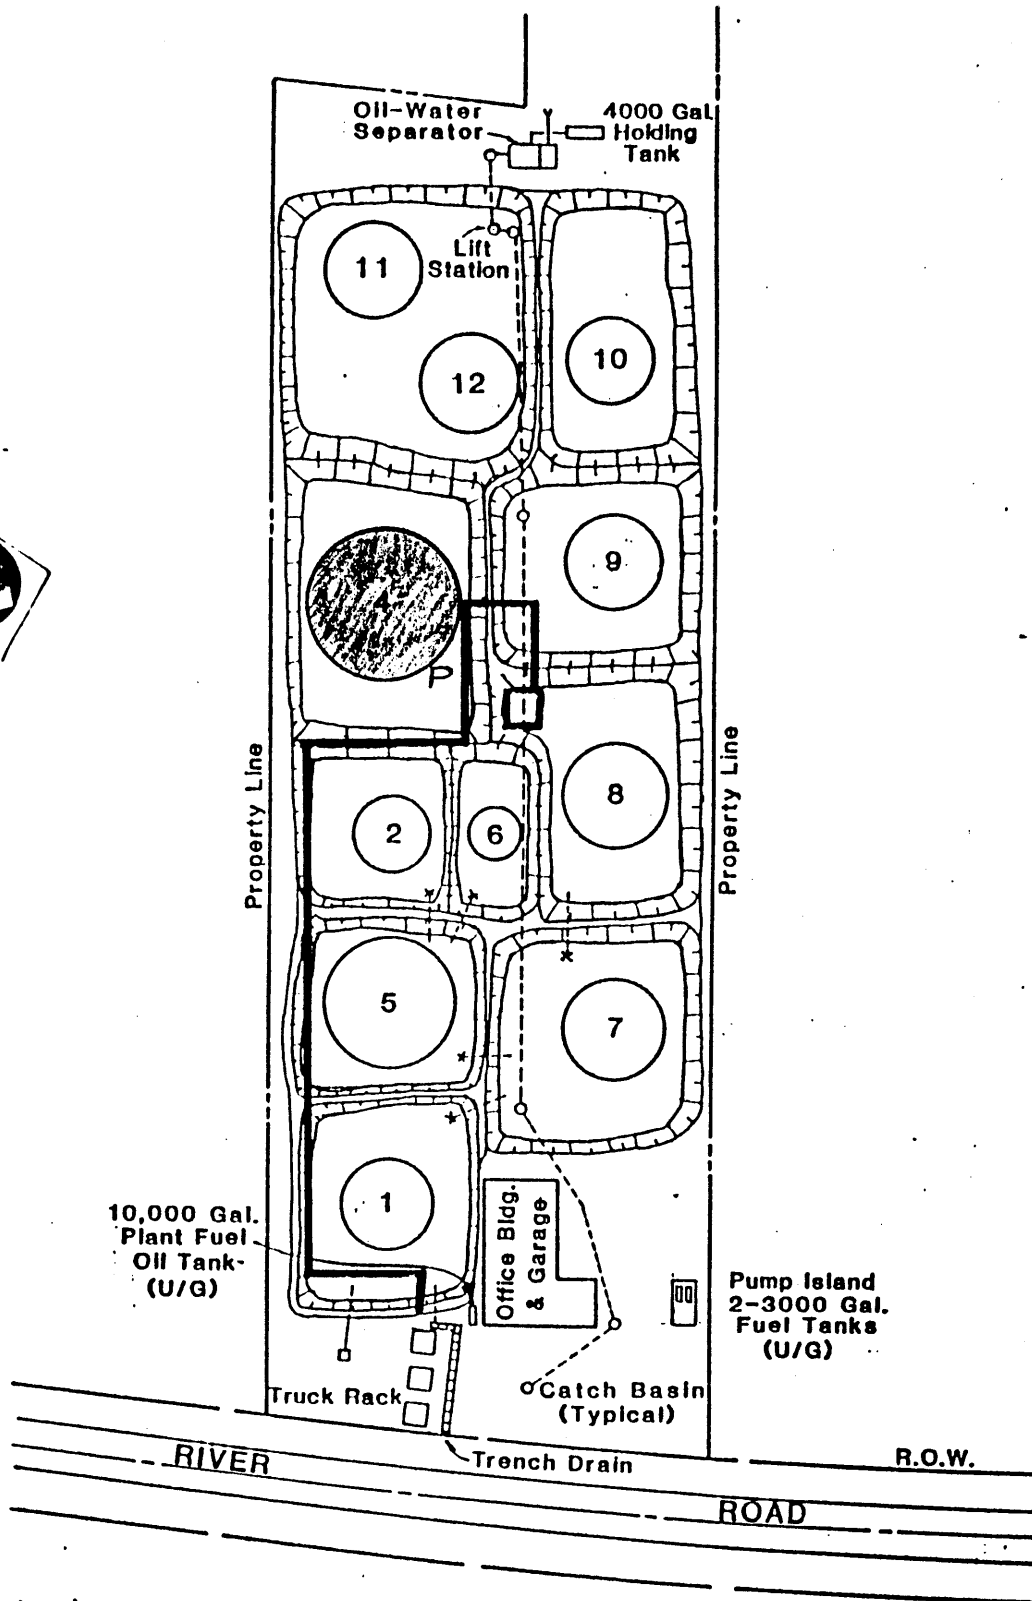 Oil-Water
Separator
4000 Gal.
Holding
Tank
Lift
Station
11
12
10
9
4
P
8
2
6
5
7
1
Property Line
Property Line
10,000 Gal.
Plant Fuel
Oil Tank-
(U/G)
Office Bldg.
& Garage
Pump Island
2-3000 Gal.
Fuel Tanks
(U/G)
Truck Rack
Catch Basin
(Typical)
Trench Drain
R.O.W.
RIVER
ROAD